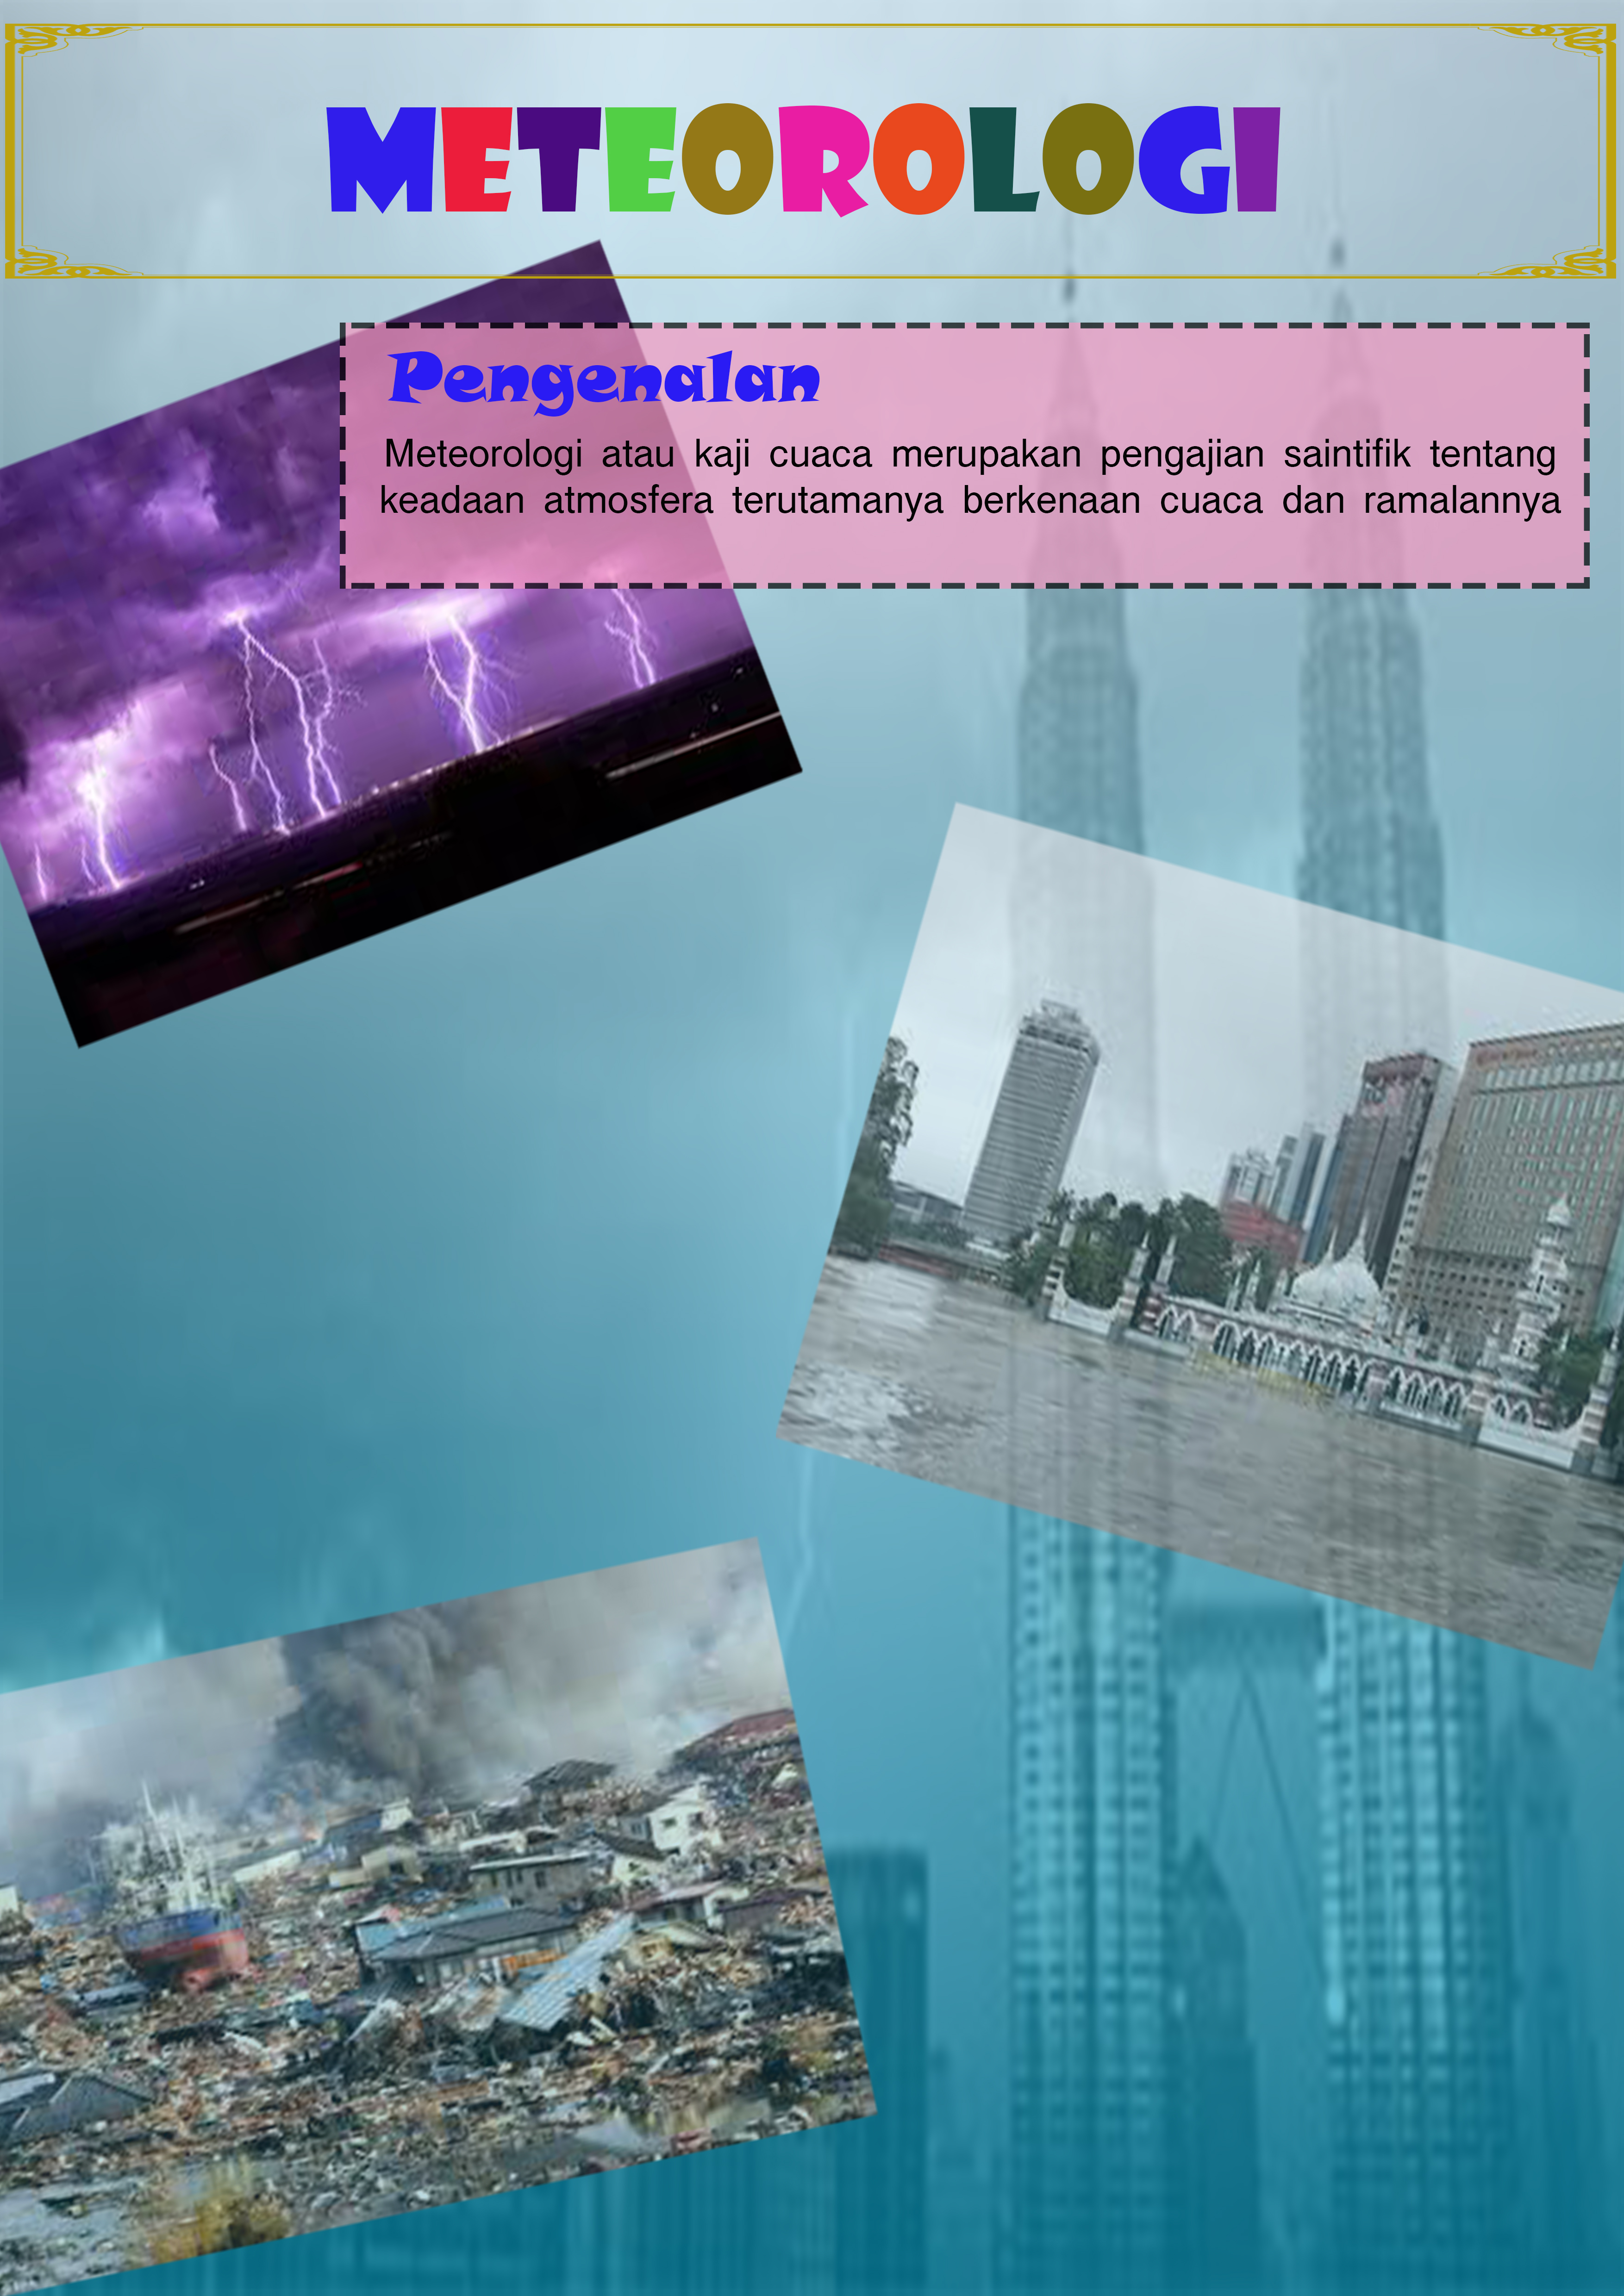 METEOROLOGI
Pengenalan
Meteorologi atau kaji cuaca merupakan pengajian saintifik tentang
keadaan atmosfera terutamanya berkenaan cuaca dan ramalannya